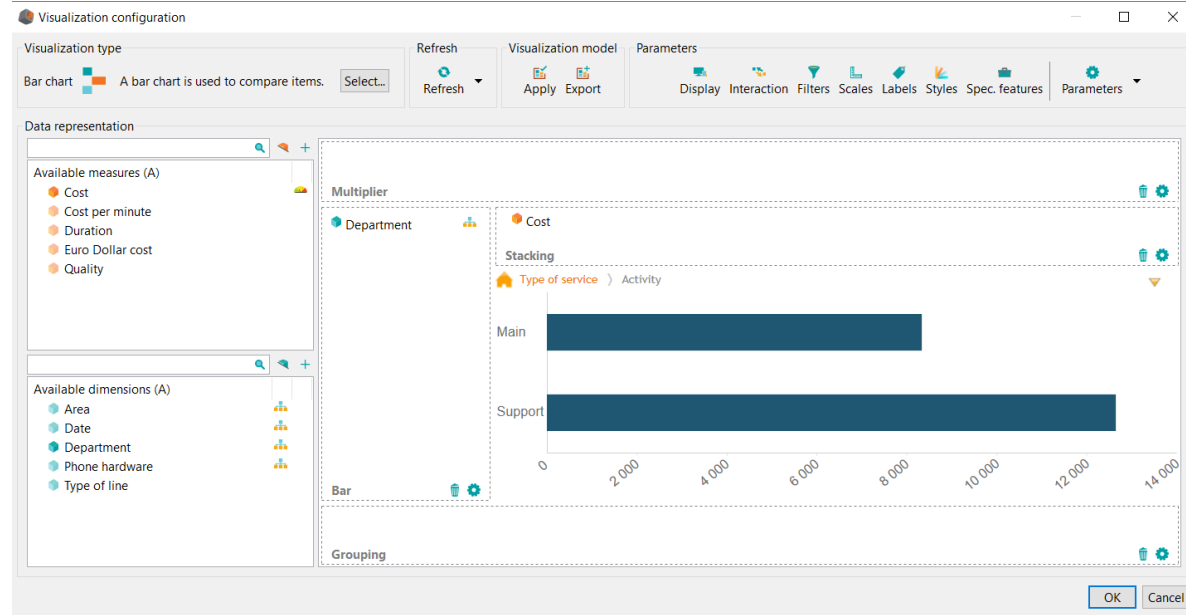 Visualization configuration
Visualization type
Refresh
Visualization model
Parameters
Bar chart
A bar chart is used to compare items.
Select...
Refresh
Apply
Export
Display
Interaction
Filters
Scales
Labels
Styles
Spec. features
Parameters
Data representation
Available measures (A)
Cost
Cost per minute
Duration
Euro Dollar cost
Quality
Available dimensions (A)
Area
Date
Department
Phone hardware
Type of line
Multiplier
Department
Bar
Cost
Stacking
Type of service
Activity
Main
Support
0
2 000
4 000
6 000
8 000
10 000
12 000
14 000
Grouping
OK
Cancel